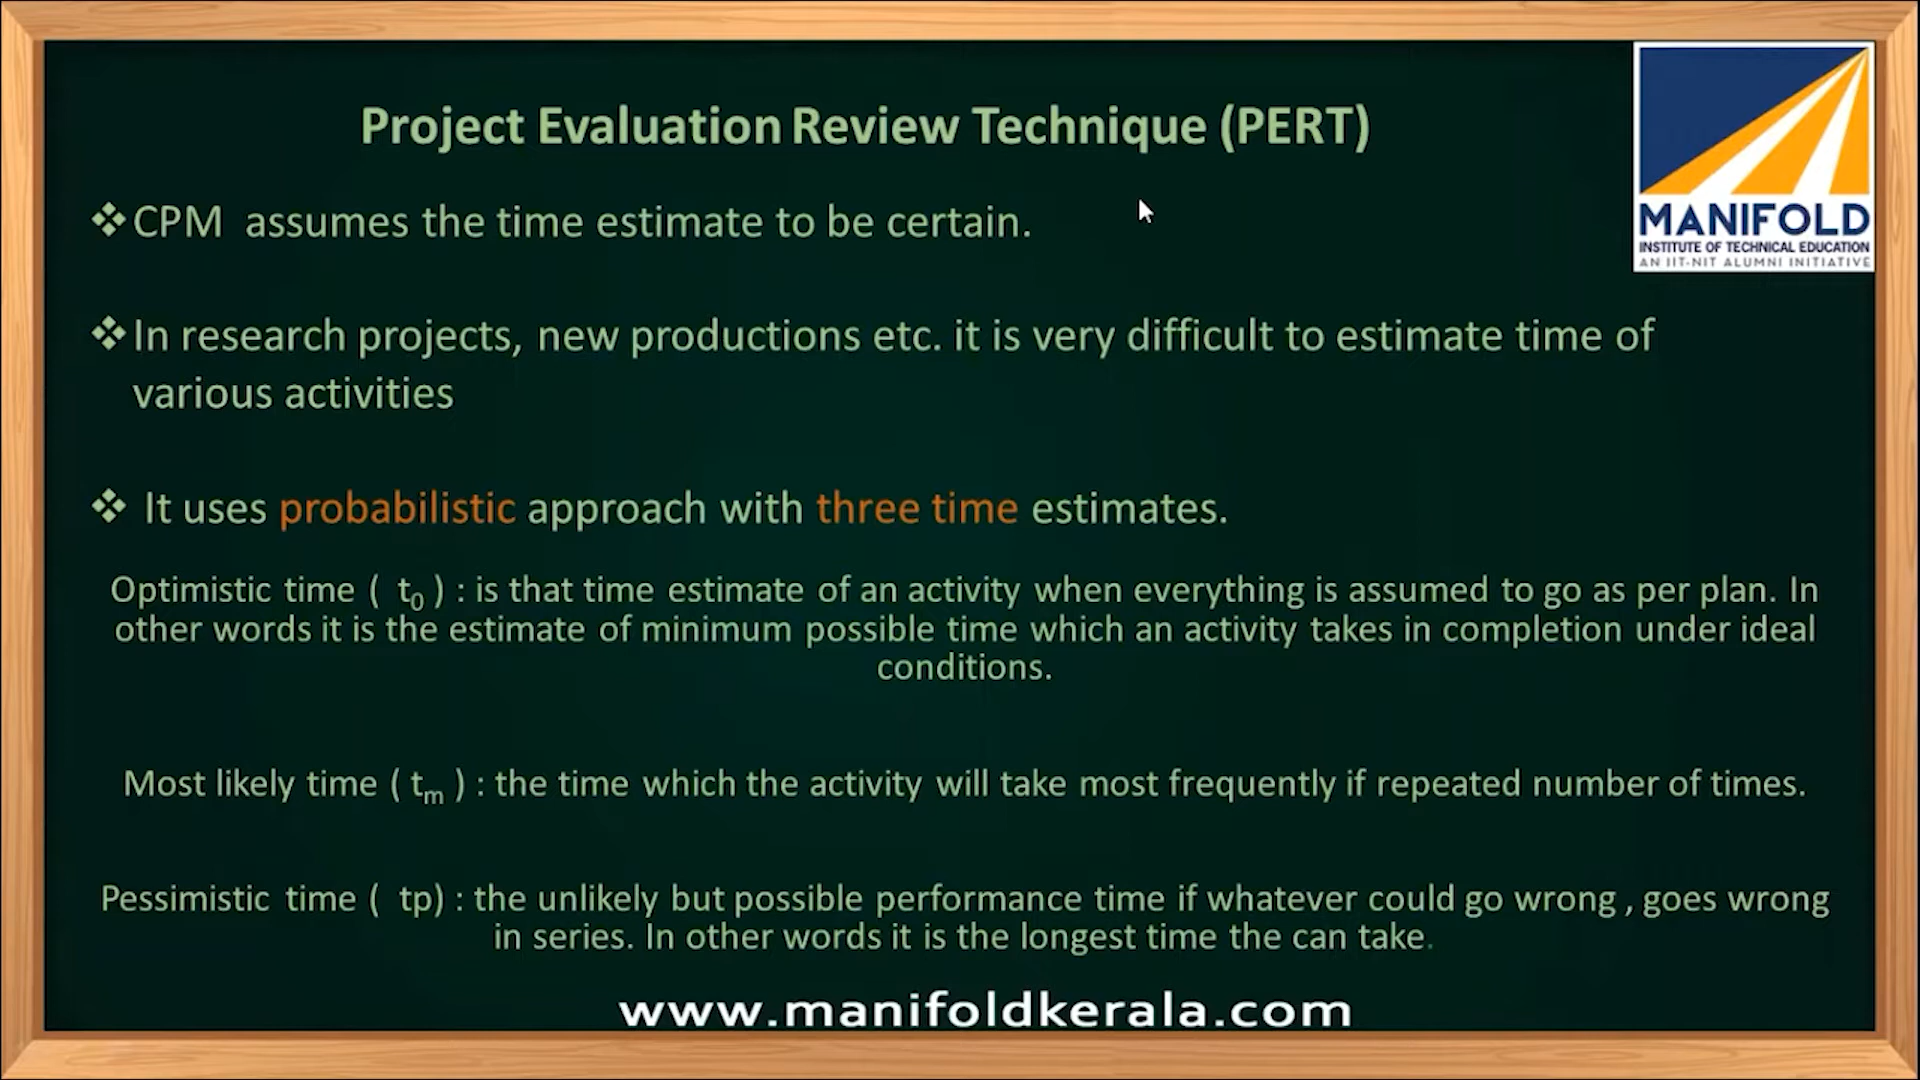 Project Evaluation Review Technique (PERT)
MANIFOLD
INSTITUTE OF TECHNICAL EDUCATION
AN IIT-NIT ALUMNI INITIATIVE
❖CPM assumes the time estimate to be certain.
❖In research projects, new productions etc. it is very difficult to estimate time of
various activities
❖ It uses probabilistic approach with three time estimates.
Optimistic time ( t₀ ) : is that time estimate of an activity when everything is assumed to go as per plan. In
other words it is the estimate of minimum possible time which an activity takes in completion under ideal
conditions.
Most likely time ( tₘ ) : the time which the activity will take most frequently if repeated number of times.
Pessimistic time ( tp) : the unlikely but possible performance time if whatever could go wrong , goes wrong
in series. In other words it is the longest time the can take.
www.manifoldkerala.com